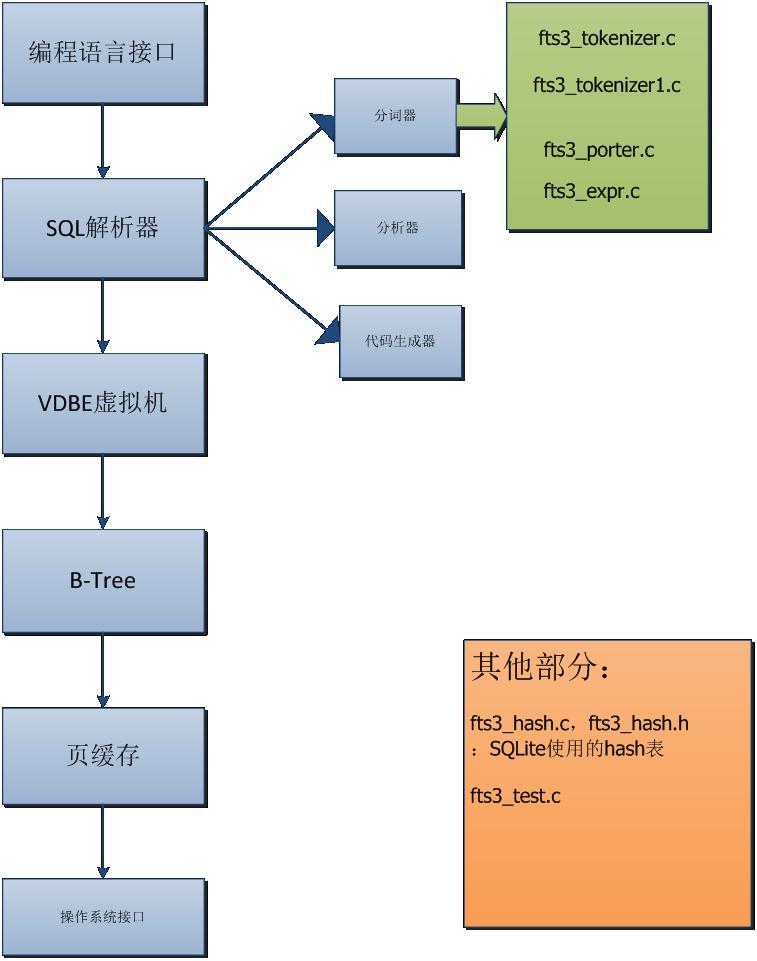 编程语言接口
SQL解析器
VDBE虚拟机
B-Tree
页缓存
操作系统接口
分词器
分析器
代码生成器
fts3_tokenizer.c
fts3_tokenizer1.c
fts3_porter.c
fts3_expr.c
其他部分：
fts3_hash.c，fts3_hash.h
：SQLite使用的hash表
fts3_test.c